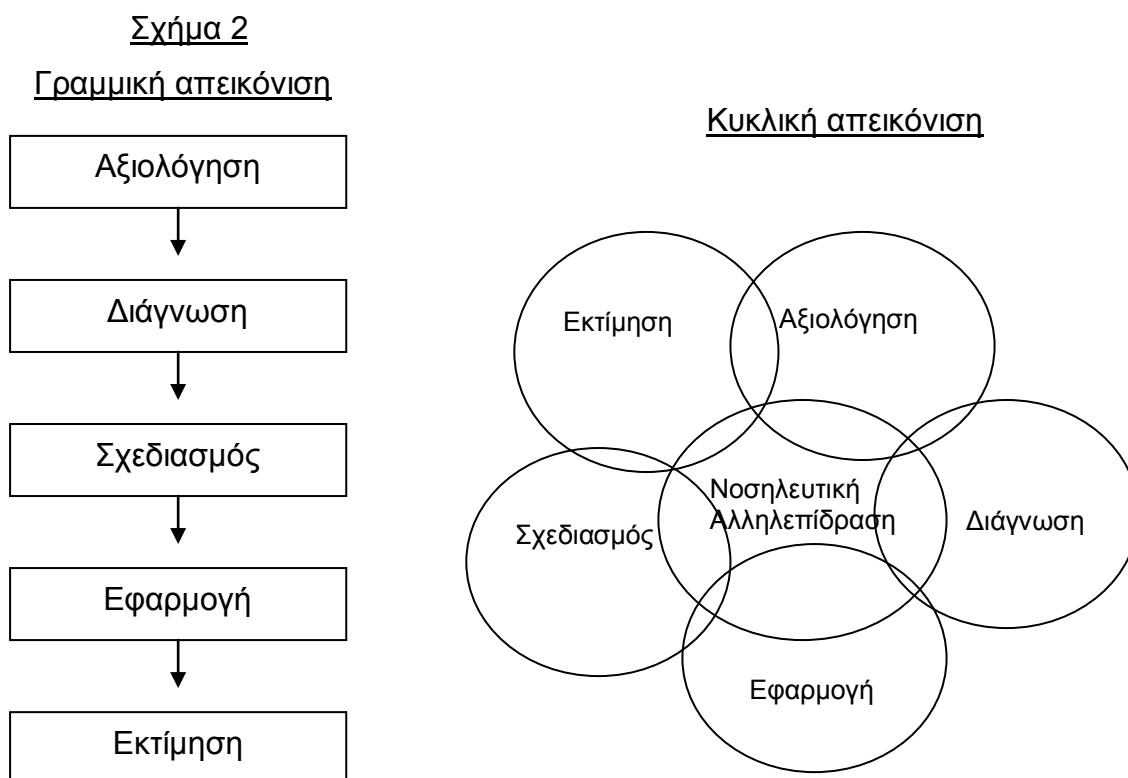 Σχήμα 2
Γραμμική απεικόνιση
Αξιολόγηση
Διάγνωση
Σχεδιασμός
Εφαρμογή
Εκτίμηση
Κυκλική απεικόνιση
Εκτίμηση
Αξιολόγηση
Νοσηλευτική
Αλληλεπίδραση
Σχεδιασμός
Διάγνωση
Εφαρμογή